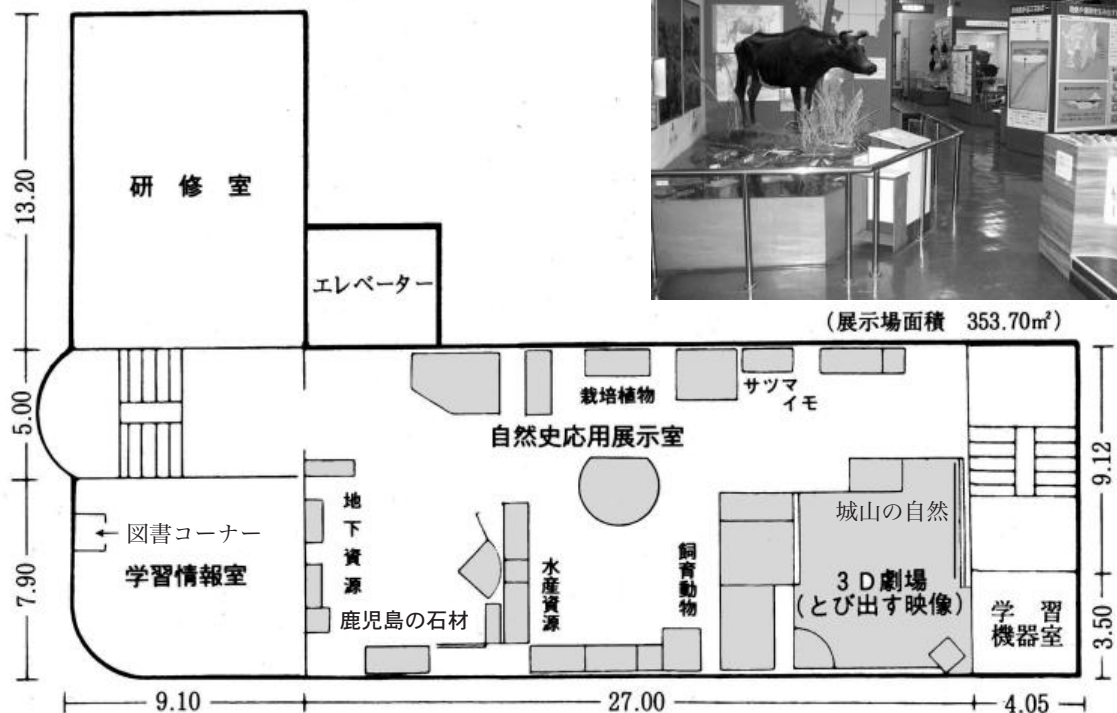 13.20
研修室
エレベーター
(展示場面積 353.70㎡)
5.00
栽培植物
サツマ
イモ
自然史応用展示室
9.12
地下資源
図書コーナー
学習情報室
7.90
鹿児島の石材
水産資源
飼育動物
城山の自然
3D劇場
(とび出す映像)
学習
機器室
3.50
9.10
27.00
4.05